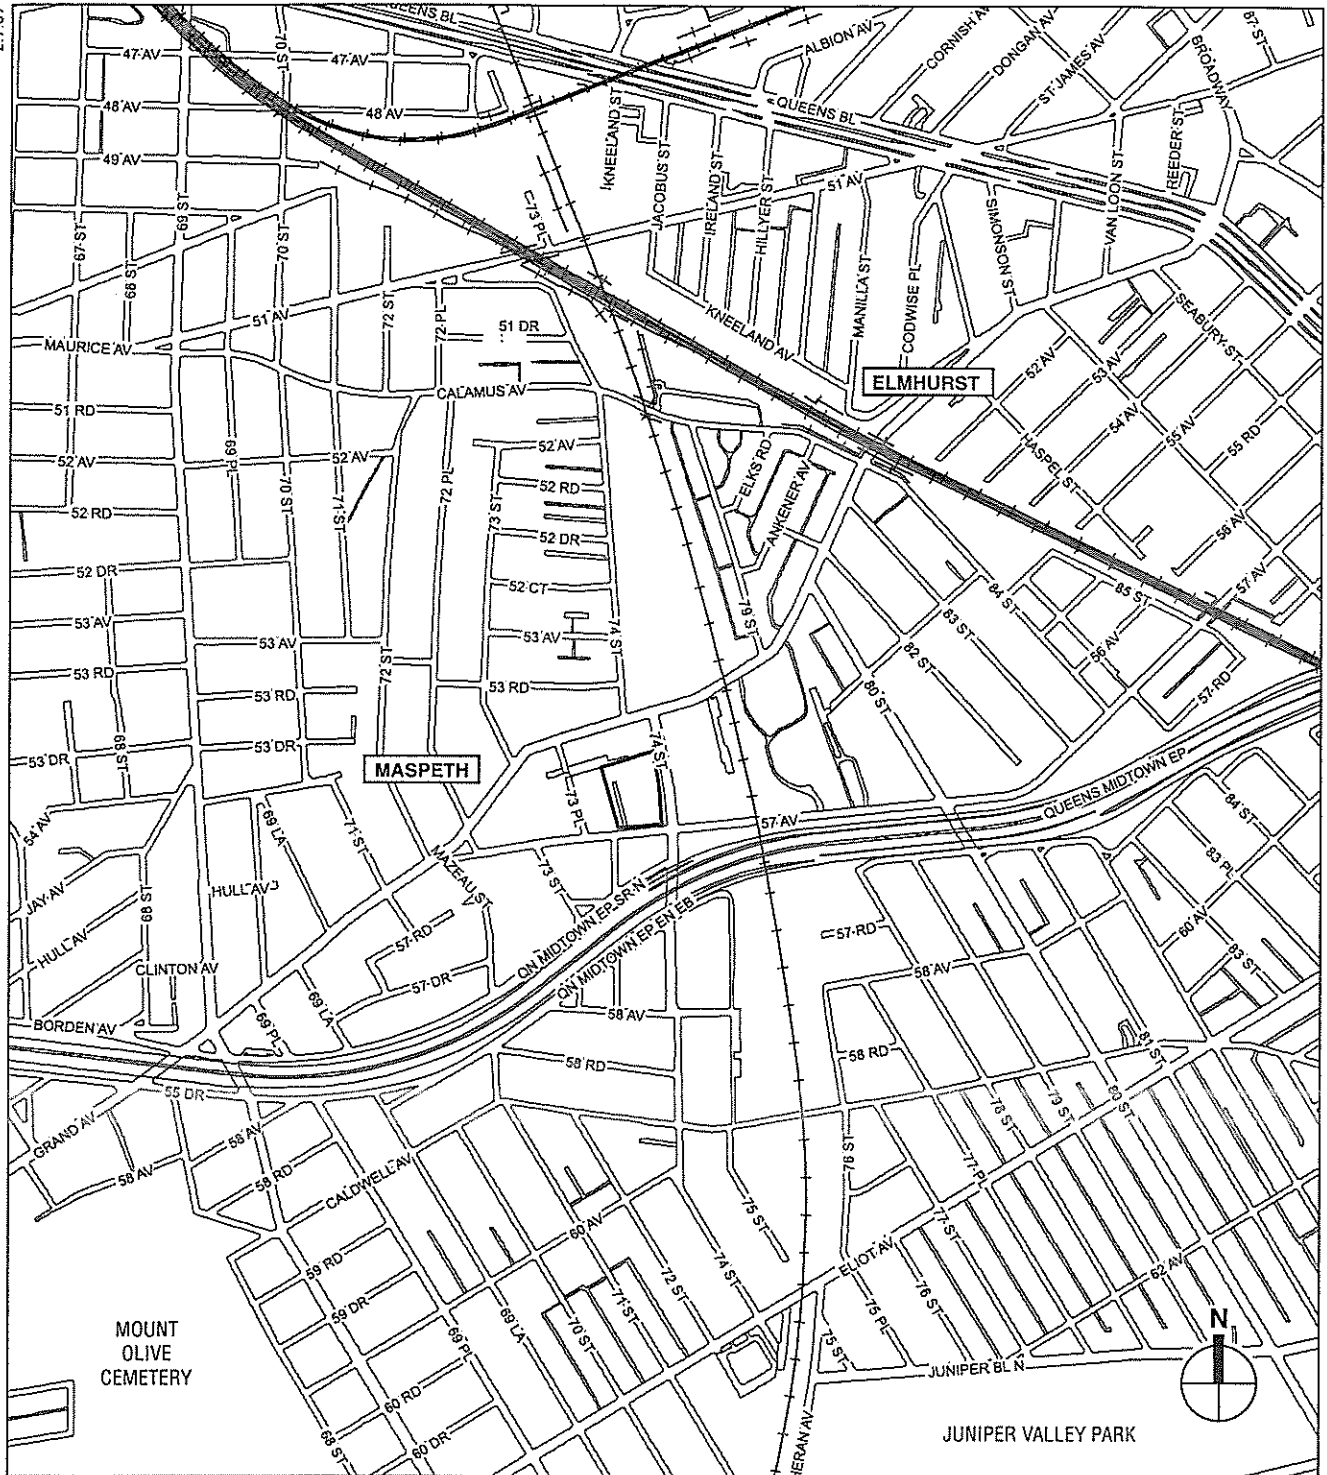 QUEENS BL
47 AV
70 ST
47 AV
ALBION AV
CORNISH AV
DONGAN AV
ST JAMES AV
BROADWAY
87 ST
48 AV
48 AV
KNEELAND ST
QUEENS BL
49 AV
JACOBUS ST
IRELAND ST
HILLYER ST
51 AV
VAN LOON ST
REEDER ST
67 ST
68 ST
69 ST
70 ST
73 PL
MANILLA ST
CODWISE PL
SIMONSON ST
51 AV
72 ST
72 PL
51 DR
KNEELAND AV
SEABURY ST
MAURICE AV
CALAMUS AV
ELMHURST
52 AV
53 AV
54 AV
55 AV
55 RD
51 RD
52 AV
69 PL
52 AV
72 PL
52 AV
ELKS RD
ANKENER AV
HASPEL ST
56 AV
52 RD
70 ST
71 ST
73 ST
52 RD
52 DR
52 DR
52 CT
79 ST
84 ST
85 ST
57 AV
53 AV
53 AV
72 ST
53 AV
74 ST
83 ST
82 ST
56 AV
53 RD
53 RD
53 RD
80 ST
57 RD
53 DR
68 ST
53 DR
MASPETH
74 ST
73 PL
QUEENS MIDTOWN EP
54 AV
69 LA
71 ST
57 AV
84 ST
83 PL
JAY AV
HULL AV
68 ST
HULL AV
MAZEAU ST
73 ST
QN MIDTOWN EP SR N
QN MIDTOWN EP EN EB
57 RD
57 RD
60 AV
83 ST
CLINTON AV
57 DR
58 AV
BORDEN AV
69 PL
69 LA
58 AV
58 RD
58 RD
81 ST
55 DR
GRAND AV
58 AV
58 AV
58 RD
CALDWELL AV
78 ST
79 ST
80 ST
76 ST
77 PL
75 ST
60 AV
77 ST
59 RD
59 DR
74 ST
72 ST
71 ST
70 ST
69 LA
69 PL
ELIOT AV
62 AV
76 ST
75 PL
75 ST
N
MOUNT
OLIVE
CEMETERY
JUNIPER BL N
60 RD
60 DR
68 ST
JUNIPER VALLEY PARK